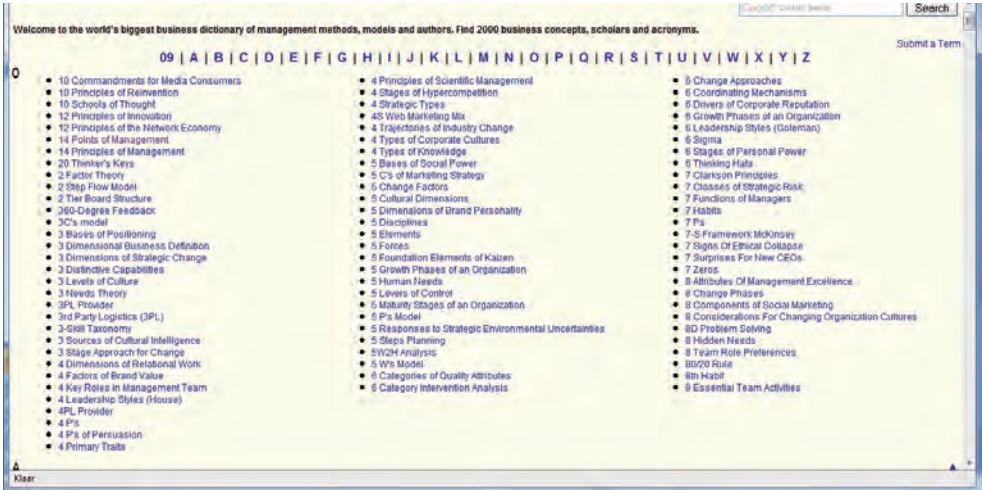 Search
Welcome to the world's biggest business dictionary of management methods, models and authors. Find 2000 business concepts, scholars and acronyms.
Submit a Term
09 | A | B | C | D | E | F | G | H | I | J | K | L | M | N | O | P | Q | R | S | T | U | V | W | X | Y | Z
10 Commandments for Media Consumers
10 Principles of Reinvention
10 Schools of Thought
12 Principles of Innovation
12 Principles of the Network Economy
14 Points of Management
14 Principles of Management
20 Thinker's Keys
2 Factor Theory
2 Step Flow Model
2 Tier Board Structure
360-Degree Feedback
3C's model
3 Bases of Positioning
3 Dimensional Business Definition
3 Dimensions of Strategic Change
3 Distinctive Capabilities
3 Levels of Culture
3 Needs Theory
3PL Provider
3rd Party Logistics (3PL)
3-Skill Taxonomy
3 Sources of Cultural Intelligence
3 Stage Approach for Change
4 Dimensions of Relational Work
4 Factors of Brand Value
4 Key Roles in Management Team
4 Leadership Styles (House)
4PL Provider
4 P's
4 P's of Persuasion
4 Primary Traits
4 Principles of Scientific Management
4 Stages of Hypercompetition
4 Strategic Types
4S Web Marketing Mix
4 Trajectories of Industry Change
4 Types of Corporate Cultures
4 Types of Knowledge
5 Bases of Social Power
5 C's of Marketing Strategy
5 Change Factors
5 Cultural Dimensions
5 Dimensions of Brand Personality
5 Disciplines
5 Elements
5 Forces
5 Foundation Elements of Kaizen
5 Growth Phases of an Organization
5 Human Needs
5 Levers of Control
5 Maturity Stages of an Organization
5 P's Model
5 Responses to Strategic Environmental Uncertainties
5 Steps Planning
5W2H Analysis
5 W's Model
6 Categories of Quality Attributes
6 Category Intervention Analysis
6 Change Approaches
6 Coordinating Mechanisms
6 Drivers of Corporate Reputation
6 Growth Phases of an Organization
6 Leadership Styles (Goleman)
6 Sigma
6 Stages of Personal Power
6 Thinking Hats
7 Clarkson Principles
7 Classes of Strategic Risk
7 Functions of Managers
7 Habits
7 Ps
7-S Framework McKinsey
7 Signs Of Ethical Collapse
7 Surprises For New CEOs
7 Zeros
8 Attributes Of Management Excellence
8 Change Phases
8 Components of Social Marketing
8 Considerations For Changing Organization Cultures
8D Problem Solving
8 Hidden Needs
8 Team Role Preferences
80/20 Rule
8th Habit
9 Essential Team Activities
Klaar